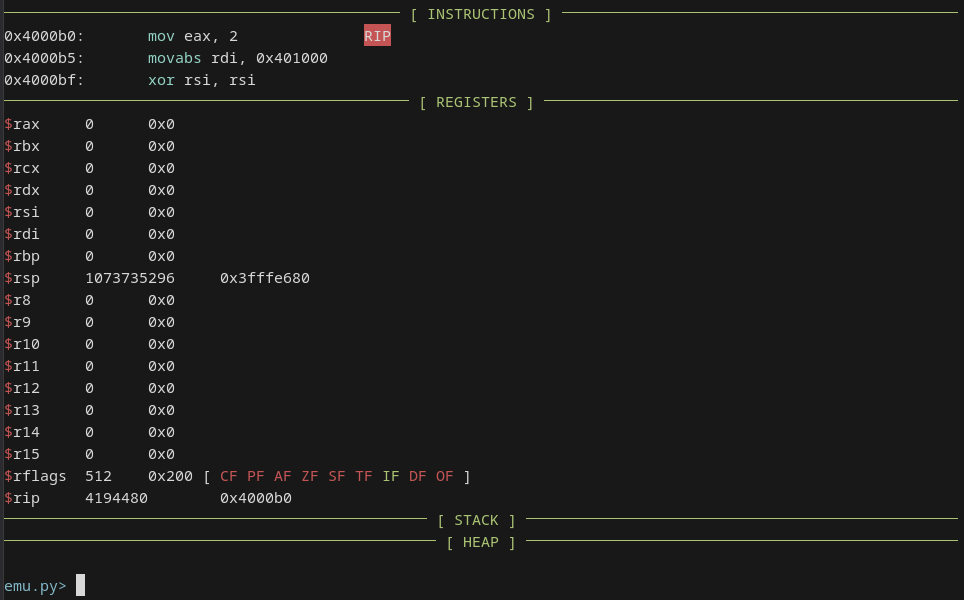 [ INSTRUCTIONS ]
0x4000b0: mov eax, 2 RIP
0x4000b5: movabs rdi, 0x401000
0x4000bf: xor rsi, rsi
[ REGISTERS ]
$rax 0 0x0
$rbx 0 0x0
$rcx 0 0x0
$rdx 0 0x0
$rsi 0 0x0
$rdi 0 0x0
$rbp 0 0x0
$rsp 1073735296 0x3fffe680
$r8 0 0x0
$r9 0 0x0
$r10 0 0x0
$r11 0 0x0
$r12 0 0x0
$r13 0 0x0
$r14 0 0x0
$r15 0 0x0
$rflags 512 0x200 [ CF PF AF ZF SF TF IF DF OF ]
$rip 4194480 0x4000b0
[ STACK ]
[ HEAP ]
emu.py>